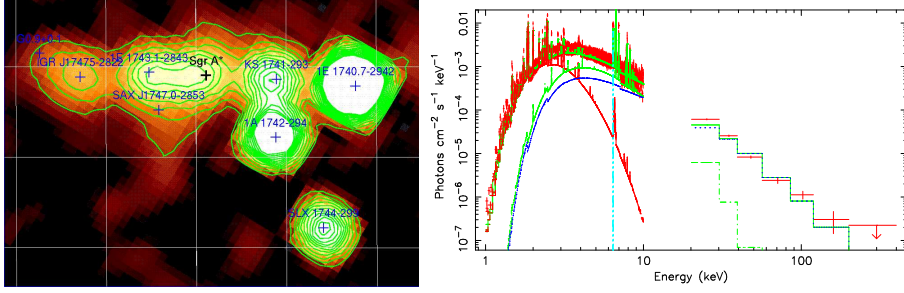 IGR J17475-2822
1E 1743.1-2843
Sgr A*
KS 1741-293
1E 1740.7-2942
SAX J1747.0-2853
1A 1742-294
SLX 1744-299
Photons cm⁻² s⁻¹ keV⁻¹
0.01
10⁻³
10⁻⁴
10⁻⁵
10⁻⁶
10⁻⁷
1
10
100
Energy (keV)